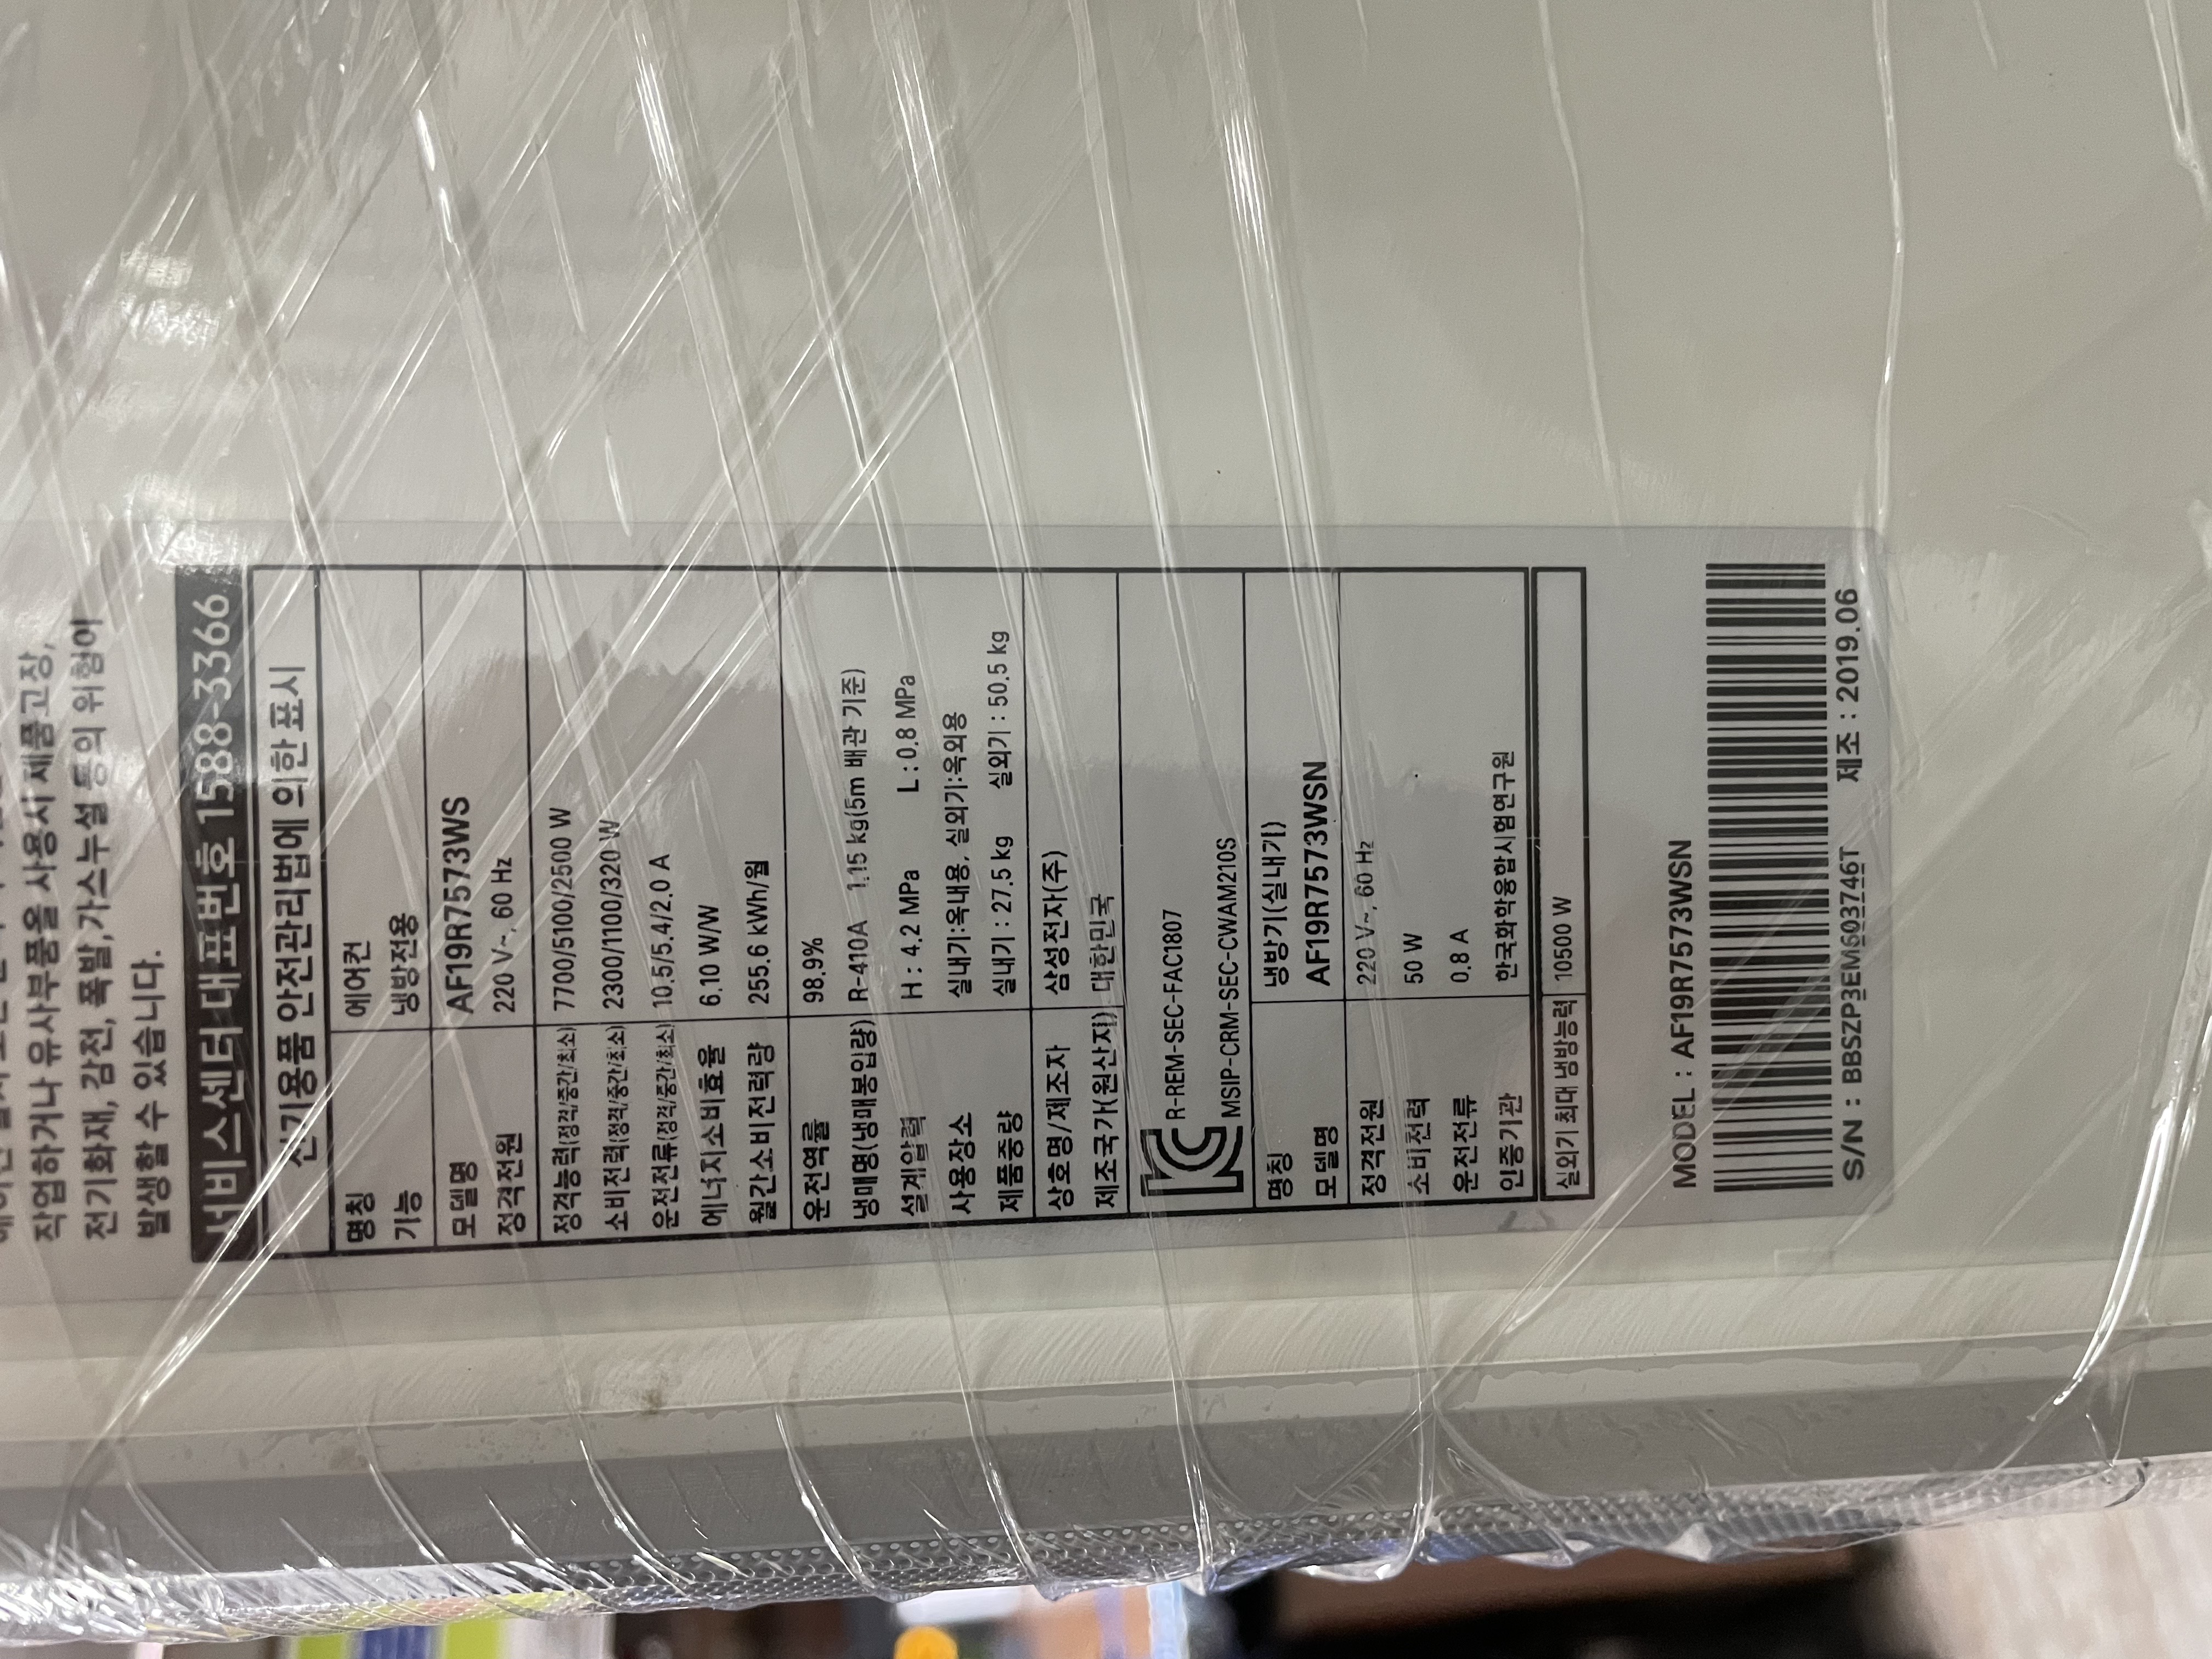 작업하거나 유사부품을 사용시 제품고장,
전기화재, 감전, 폭발, 가스누설 등의 위험이
발생할 수 있습니다.
서비스센터 대표번호 1588-3366
전기용품 안전관리법에 의한 표시
명칭 에어컨
기능 냉방전용
모델명 AF19R7573WS
정격전원 220 V~, 60 Hz
정격능력(정격/중간/최소) 7700/5100/2500 W
소비전력(정격/중간/최소) 2300/1100/320 W
운전전류(정격/중간/최소) 10.5/5.4/2.0 A
에너지소비효율 6.10 W/W
월간소비전력량 255.6 kWh/월
운전역률 98.9%
냉매명(냉매봉입량) R-410A 1.15 kg(5m 배관 기준)
설계압력 H : 4.2 MPa L : 0.8 MPa
사용장소 실내기:옥내용, 실외기:옥외용
제품중량 실내기 : 27.5 kg 실외기 : 50.5 kg
상호명/제조자 삼성전자(주)
제조국가(원산지) 대한민국
R-REM-SEC-FAC1807
MSIP-CRM-SEC-CWAM210S
명칭 냉방기(실내기)
모델명 AF19R7573WSN
정격전원 220 V~, 60 Hz
소비전력 50 W
운전전류 0.8 A
인증기관 한국화학융합시험연구원
실외기 최대 냉방능력 10500 W
MODEL : AF19R7573WSN
S/N : BBSZP3EM603746T 제조 : 2019.06